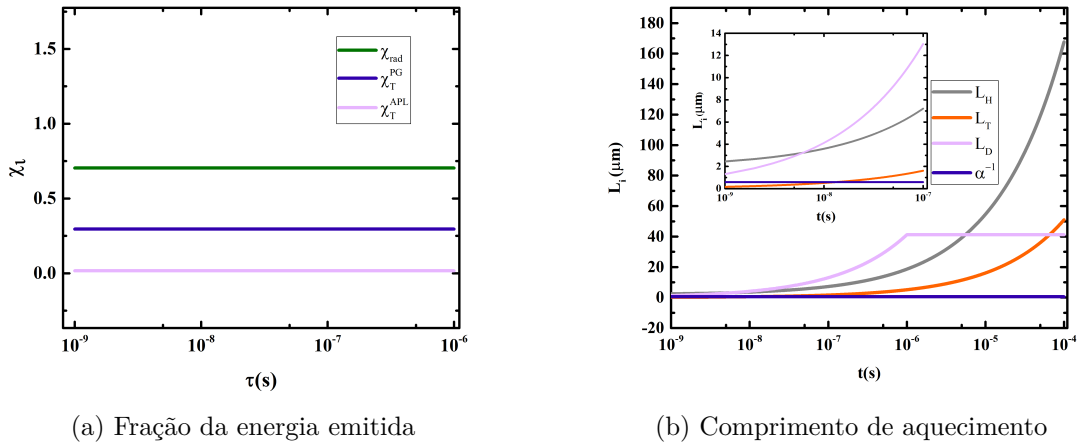 1.5
1.0
0.5
0.0
χι
10⁻⁹ 10⁻⁸ 10⁻⁷ 10⁻⁶
τ(s)
χ_rad
χ_T^PG
χ_T^APL
(a) Fração da energia emitida
180
160
140
120
100
80
60
40
20
0
-20
L_i (μm)
10⁻⁹ 10⁻⁸ 10⁻⁷ 10⁻⁶ 10⁻⁵ 10⁻⁴
t(s)
14
12
10
8
6
4
2
0
L_i (μm)
10⁻⁹ 10⁻⁸ 10⁻⁷
t(s)
L_H
L_T
L_D
α⁻¹
(b) Comprimento de aquecimento